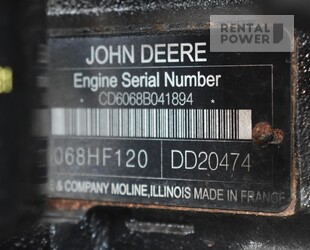 RENTAL
POWER
JOHN DEERE
Engine Serial Number
*CD6068B041894*
068HF120 DD20474
E & COMPANY MOLINE,ILLINOIS MADE IN FRANCE